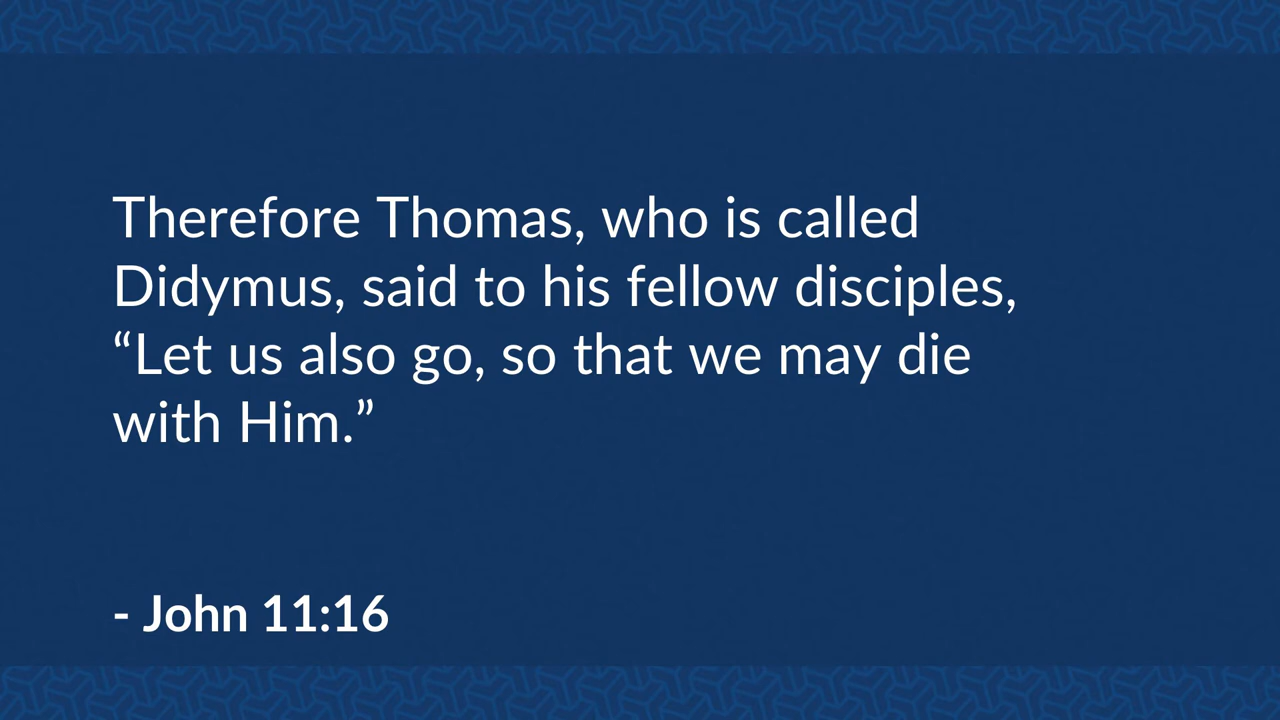 Therefore Thomas, who is called
Didymus, said to his fellow disciples,
“Let us also go, so that we may die
with Him.”
- John 11:16